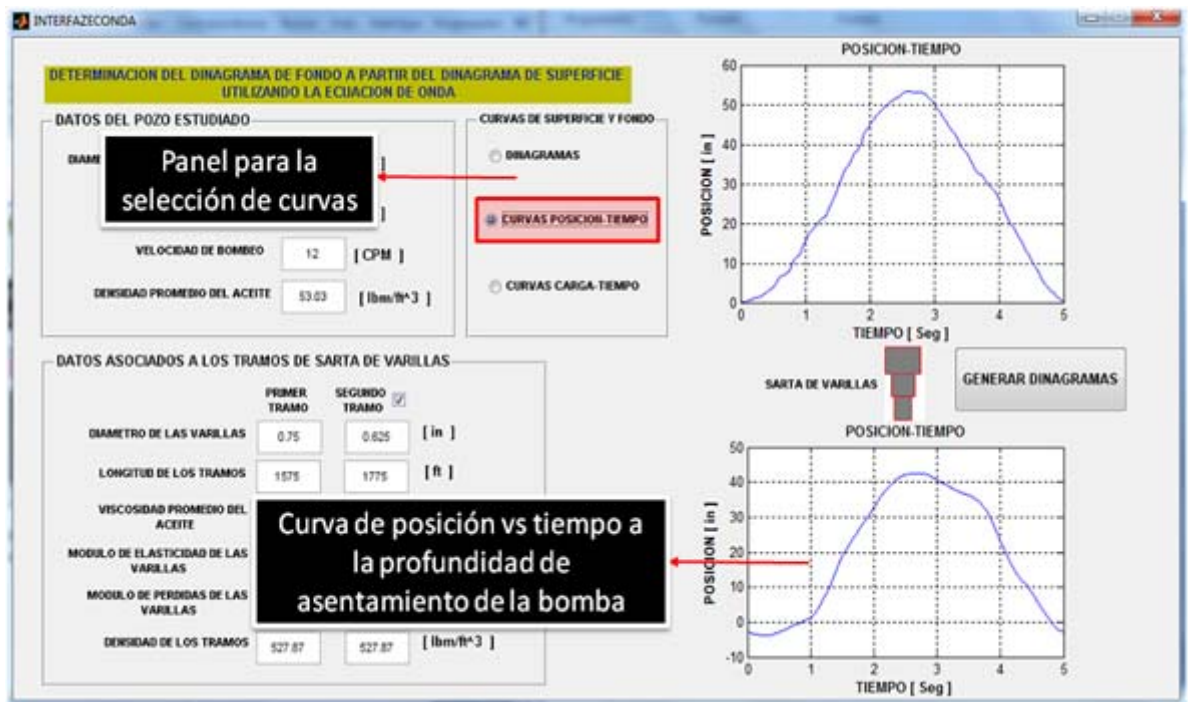 INTERFAZECONDA
DETERMINACION DEL DINAGRAMA DE FONDO A PARTIR DEL DINAGRAMA DE SUPERFICIE
UTILIZANDO LA ECUACION DE ONDA
DATOS DEL POZO ESTUDIADO
Panel para la
selección de curvas
VELOCIDAD DE BOMBEO 12 [ CPM ]
DENSIDAD PROMEDIO DEL ACEITE 53.03 [ lbm/ft^3 ]
CURVAS DE SUPERFICIE Y FONDO
DINAGRAMAS
CURVAS POSICION-TIEMPO
CURVAS CARGA-TIEMPO
POSICION-TIEMPO
POSICION [ in ]
60
50
40
30
20
10
0
0 1 2 3 4 5
TIEMPO [ Seg ]
DATOS ASOCIADOS A LOS TRAMOS DE SARTA DE VARILLAS
PRIMER TRAMO
SEGUNDO TRAMO
DIAMETRO DE LAS VARILLAS 0.75 0.625 [ in ]
LONGITUD DE LOS TRAMOS 1575 1775 [ ft ]
VISCOSIDAD PROMEDIO DEL
ACEITE
MODULO DE ELASTICIDAD DE LAS
VARILLAS
MODULO DE PERDIDAS DE LAS
VARILLAS
DENSIDAD DE LOS TRAMOS 527.87 527.87 [ lbm/ft^3 ]
Curva de posición vs tiempo a
la profundidad de
asentamiento de la bomba
SARTA DE VARILLAS
GENERAR DINAGRAMAS
POSICION-TIEMPO
POSICION [ in ]
50
40
30
20
10
0
-10
0 1 2 3 4 5
TIEMPO [ Seg ]